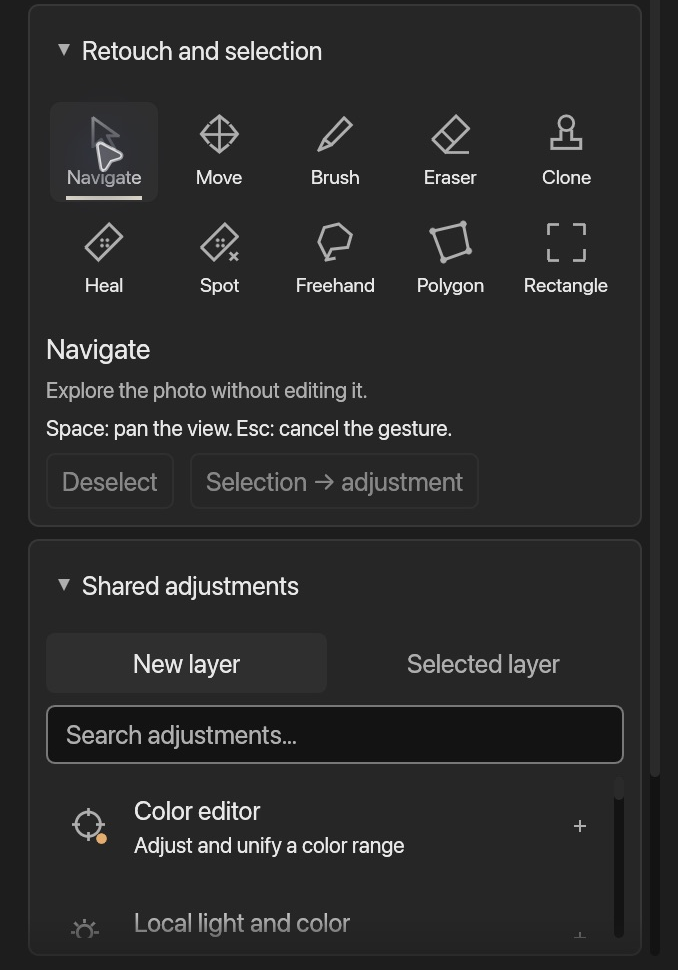 Retouch and selection
Navigate Move Brush Eraser Clone
Heal Spot Freehand Polygon Rectangle
Navigate
Explore the photo without editing it.
Space: pan the view. Esc: cancel the gesture.
Deselect Selection → adjustment
Shared adjustments
New layer Selected layer
Search adjustments...
Color editor
Adjust and unify a color range
Local light and color